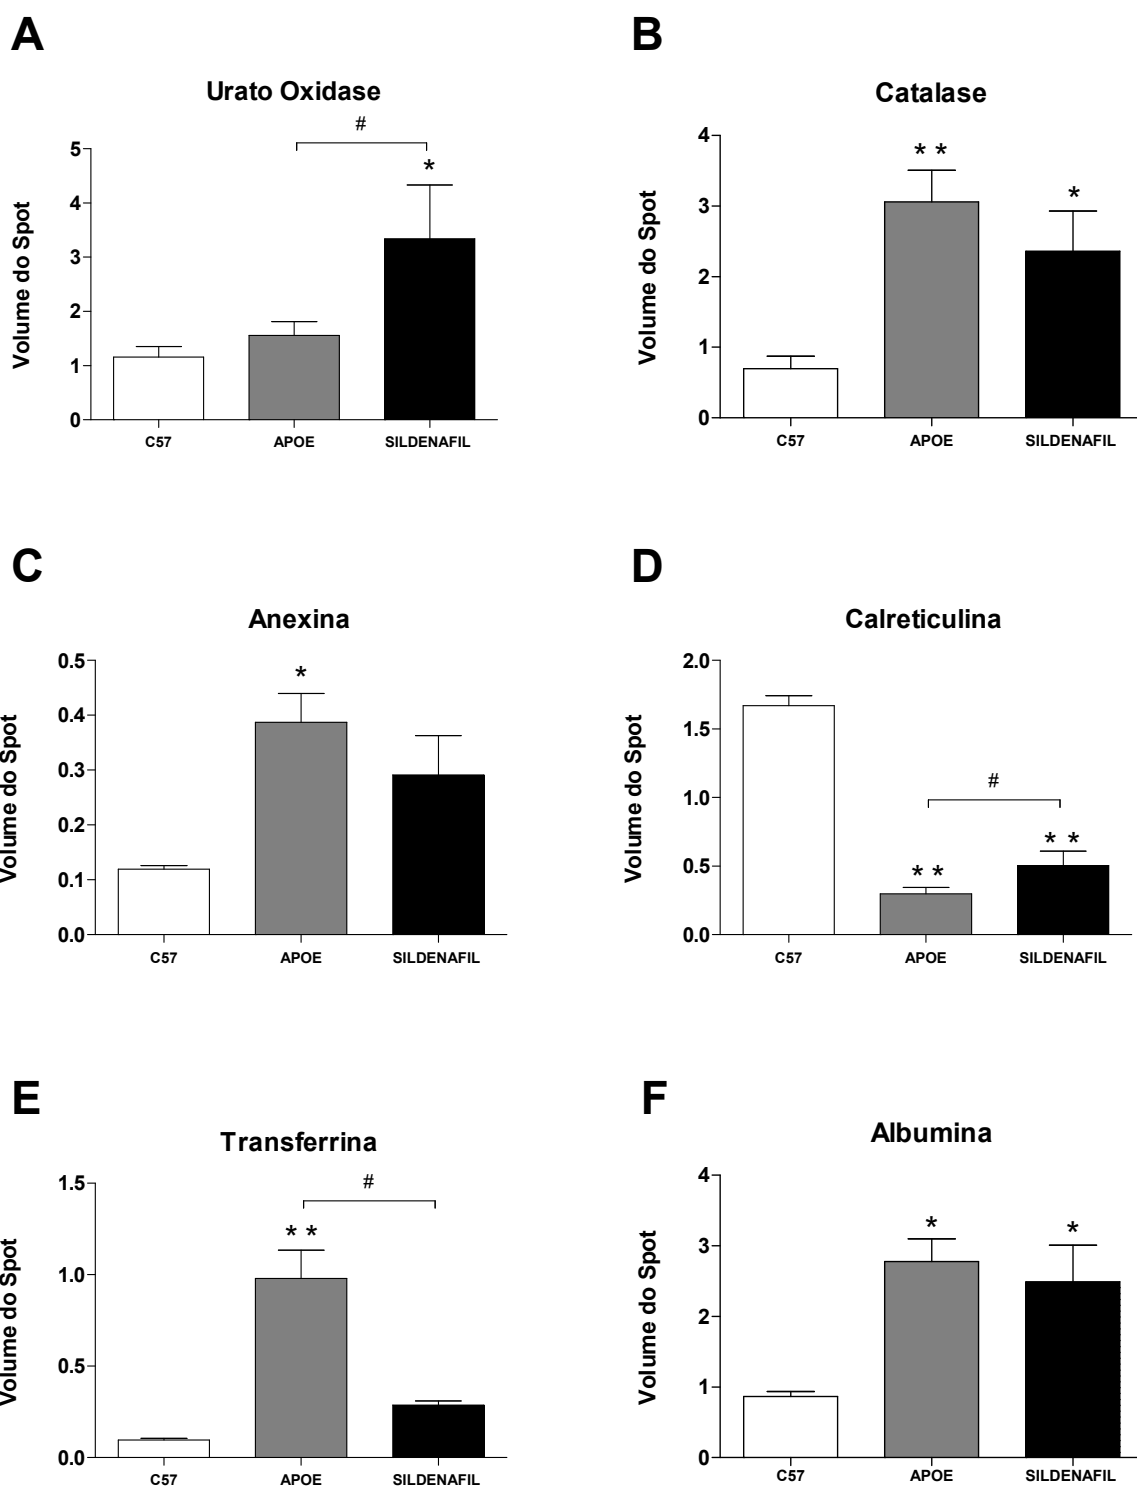 A
Urato Oxidase
#
*
Volume do Spot
5
4
3
2
1
0
C57 APOE SILDENAFIL
B
Catalase
* *
*
Volume do Spot
4
3
2
1
0
C57 APOE SILDENAFIL
C
Anexina
*
Volume do Spot
0.5
0.4
0.3
0.2
0.1
0.0
C57 APOE SILDENAFIL
D
Calreticulina
#
* *
* *
Volume do Spot
2.0
1.5
1.0
0.5
0.0
C57 APOE SILDENAFIL
E
Transferrina
#
* *
Volume do Spot
1.5
1.0
0.5
0.0
C57 APOE SILDENAFIL
F
Albumina
*
*
Volume do Spot
4
3
2
1
0
C57 APOE SILDENAFIL